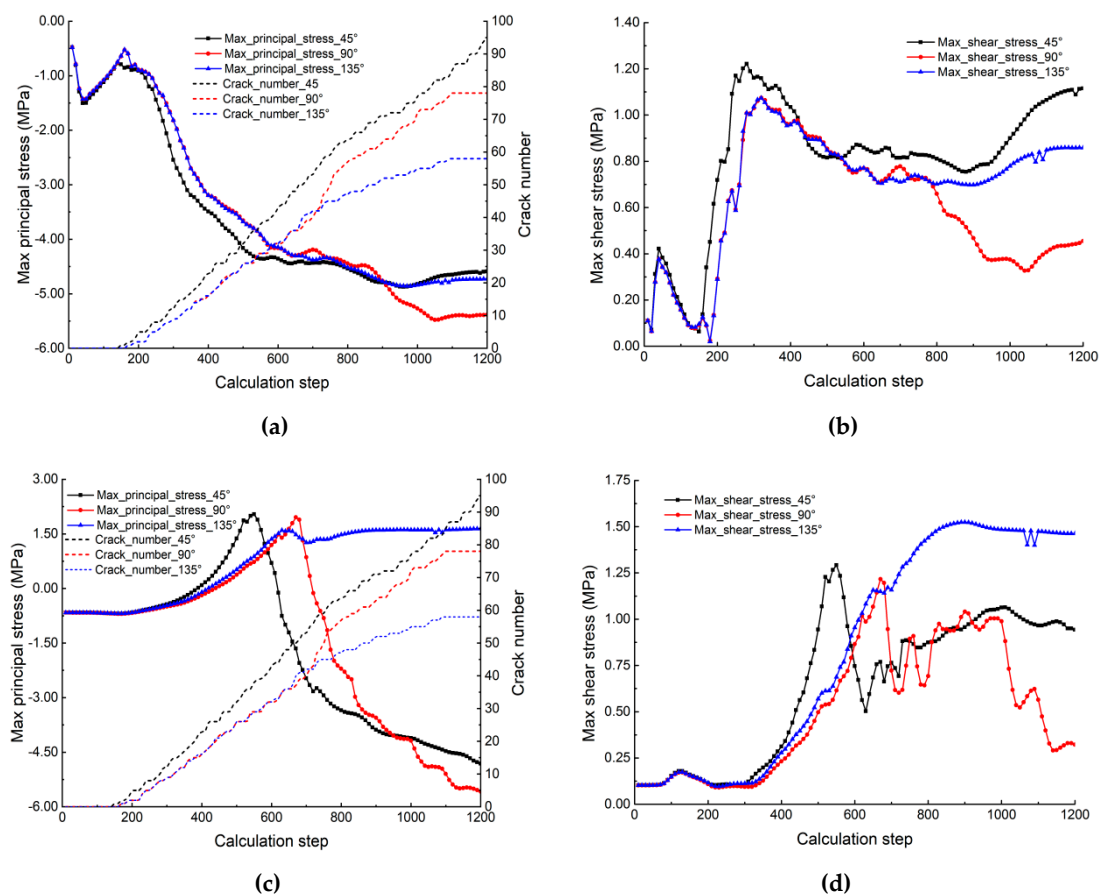 0.00
-1.00
-2.00
-3.00
-4.00
-5.00
-6.00
Max principal stress (MPa)
Max_principal_stress_45°
Max_principal_stress_90°
Max_principal_stress_135°
Crack_number_45
Crack_number_90°
Crack_number_135°
100
90
80
70
60
50
40
30
20
10
0
Crack number
0 200 400 600 800 1000 1200
Calculation step
(a)
1.40
1.20
1.00
0.80
0.60
0.40
0.20
0.00
Max shear stress (MPa)
Max_shear_stress_45°
Max_shear_stress_90°
Max_shear_stress_135°
0 200 400 600 800 1000 1200
Calculation step
(b)
3.00
1.50
0.00
-1.50
-3.00
-4.50
-6.00
Max principal stress (MPa)
Max_principal_stress_45°
Max_principal_stress_90°
Max_principal_stress_135°
Crack_number_45°
Crack_number_90°
Crack_number_135°
100
90
80
70
60
50
40
30
20
10
0
Crack number
0 200 400 600 800 1000 1200
Calculation step
(c)
1.75
1.50
1.25
1.00
0.75
0.50
0.25
0.00
Max shear stress (MPa)
Max_shear_stress_45°
Max_shear_stress_90°
Max_shear_stress_135°
0 200 400 600 800 1000 1200
Calculation step
(d)